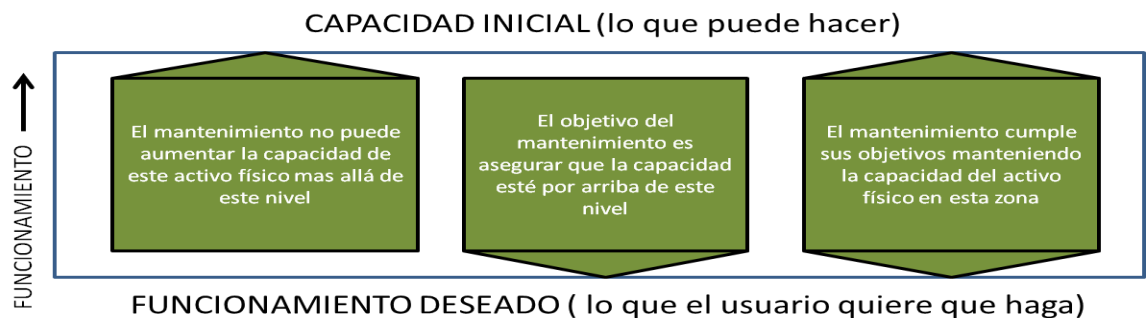 CAPACIDAD INICIAL (lo que puede hacer)
FUNCIONAMIENTO
El mantenimiento no puede
aumentar la capacidad de
este activo físico mas allá de
este nivel
El objetivo del
mantenimiento es
asegurar que la capacidad
esté por arriba de este
nivel
El mantenimiento cumple
sus objetivos manteniendo
la capacidad del activo
físico en esta zona
FUNCIONAMIENTO DESEADO ( lo que el usuario quiere que haga)